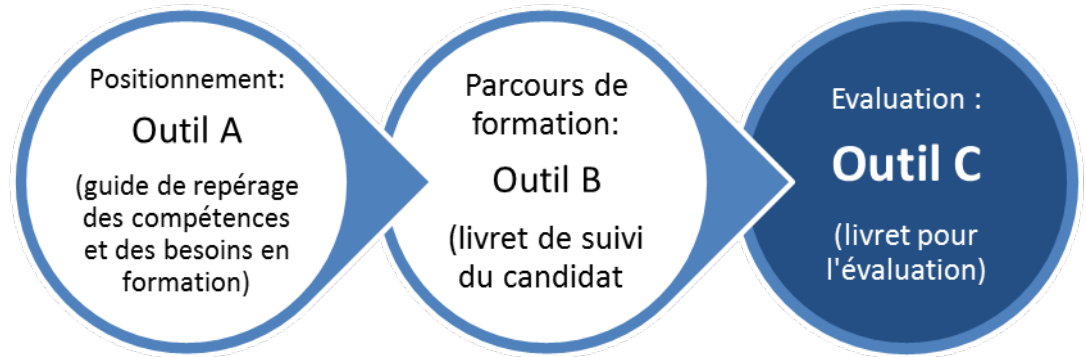 Positionnement:
Outil A
(guide de repérage
des compétences
et des besoins en
formation)
Parcours de
formation:
Outil B
(livret de suivi
du candidat
Evaluation :
Outil C
(livret pour
l'évaluation)